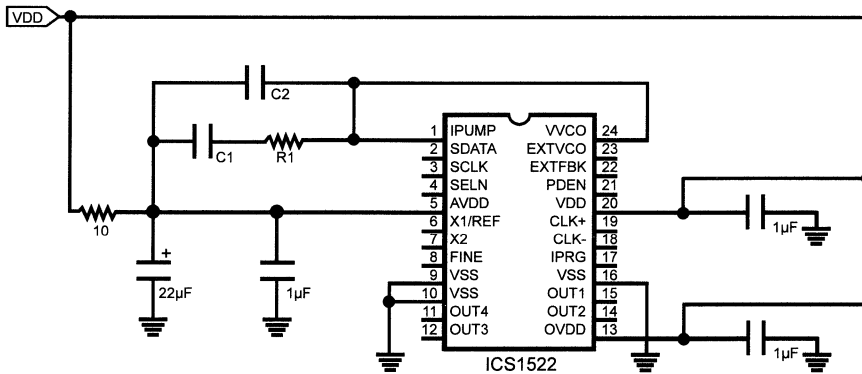 VDD
C2
C1
R1
10
+
22µF
1µF
1 IPUMP VVCO 24
2 SDATA EXTVCO 23
3 SCLK EXTFBK 22
4 SELN PDEN 21
5 AVDD VDD 20
6 X1/REF CLK+ 19
7 X2 CLK- 18
8 FINE IPRG 17
9 VSS VSS 16
10 VSS OUT1 15
11 OUT4 OUT2 14
12 OUT3 OVDD 13
ICS1522
1µF
1µF